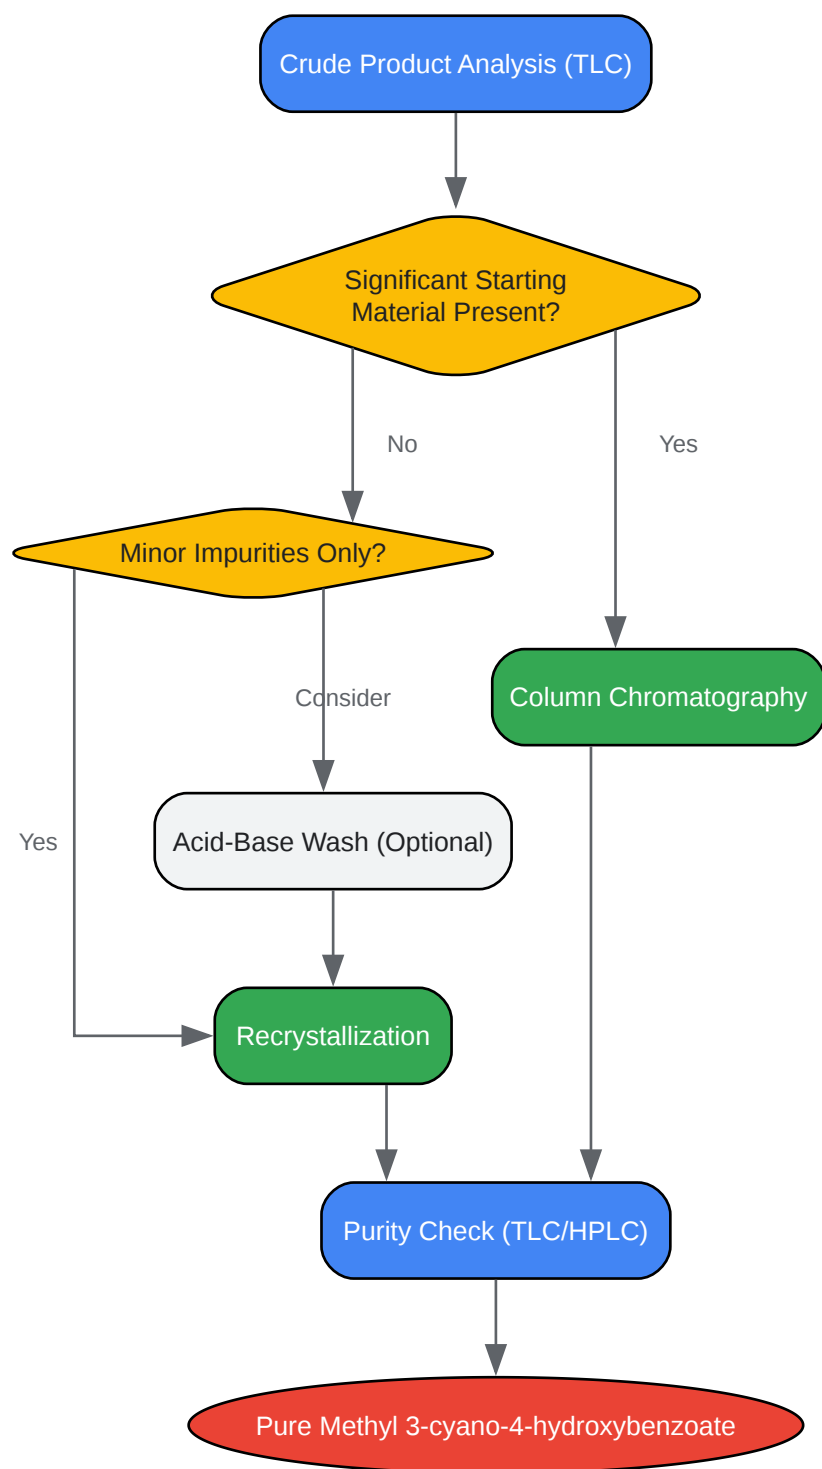 Crude Product Analysis (TLC)
Significant Starting
Material Present?
No
Yes
Minor Impurities Only?
Consider
Column Chromatography
Yes
Acid-Base Wash (Optional)
Recrystallization
Purity Check (TLC/HPLC)
Pure Methyl 3-cyano-4-hydroxybenzoate